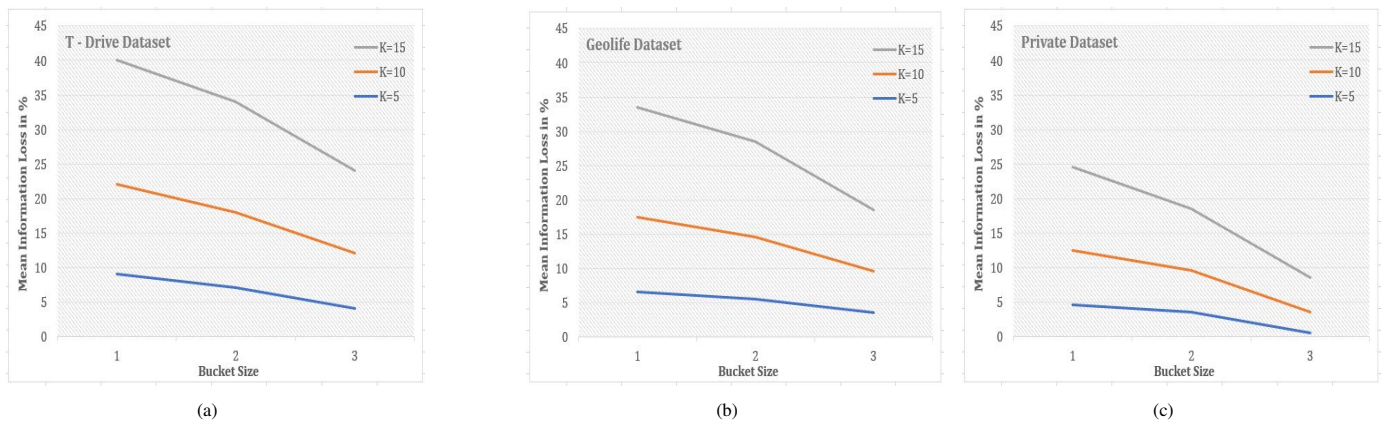 T - Drive Dataset
K=15
K=10
K=5
Mean Information Loss in %
45
40
35
30
25
20
15
10
5
0
1 2 3
Bucket Size
(a)
Geolife Dataset
K=15
K=10
K=5
Mean Information Loss in %
45
40
35
30
25
20
15
10
5
0
1 2 3
Bucket Size
(b)
Private Dataset
K=15
K=10
K=5
Mean Information Loss in %
45
40
35
30
25
20
15
10
5
0
1 2 3
Bucket Size
(c)